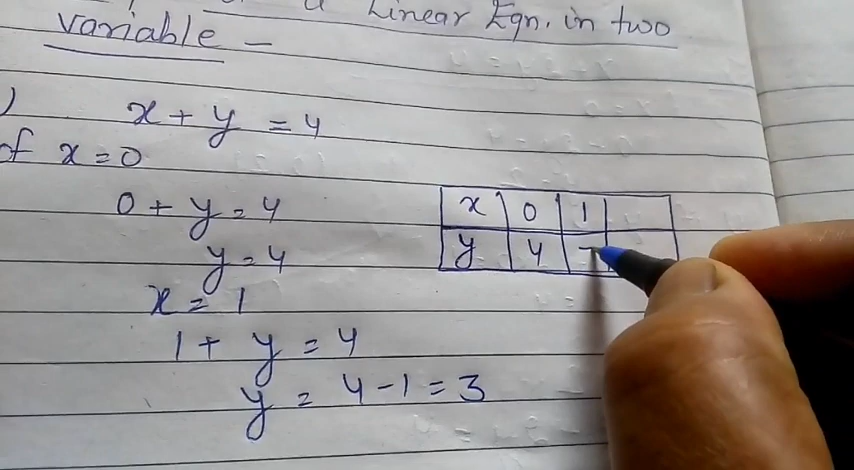 a Linear Eqn. in two
variable -
x + y = 4
of x = 0
0 + y = 4
y = 4
x = 1
1 + y = 4
y = 4 - 1 = 3
x 0 1
y 4